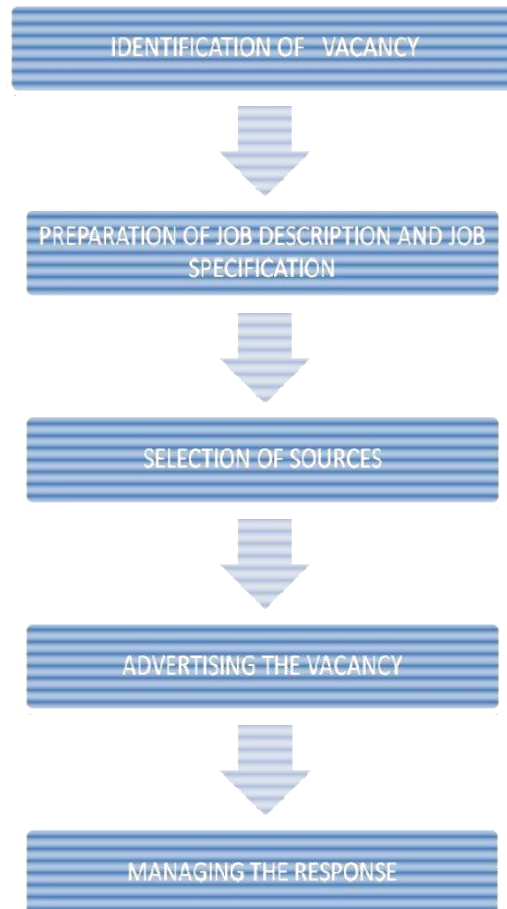 IDENTIFICATION OF VACANCY
PREPARATION OF JOB DESCRIPTION AND JOB
SPECIFICATION
SELECTION OF SOURCES
ADVERTISING THE VACANCY
MANAGING THE RESPONSE